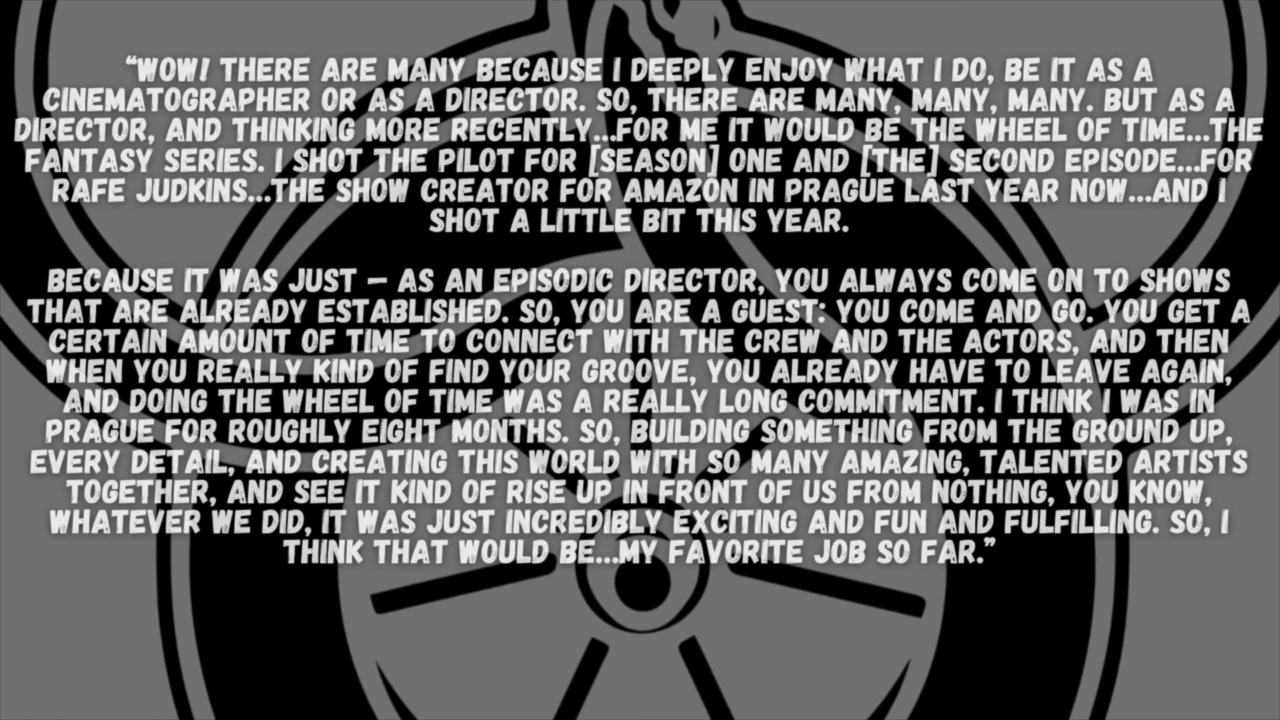 “WOW! THERE ARE MANY BECAUSE I DEEPLY ENJOY WHAT I DO, BE IT AS A
CINEMATOGRAPHER OR AS A DIRECTOR. SO, THERE ARE MANY, MANY, MANY. BUT AS A
DIRECTOR, AND THINKING MORE RECENTLY...FOR ME IT WOULD BE THE WHEEL OF TIME...THE
FANTASY SERIES. I SHOT THE PILOT FOR [SEASON] ONE AND [THE] SECOND EPISODE...FOR
RAFE JUDKINS...THE SHOW CREATOR FOR AMAZON IN PRAGUE LAST YEAR NOW...AND I
SHOT A LITTLE BIT THIS YEAR.
BECAUSE IT WAS JUST – AS AN EPISODIC DIRECTOR, YOU ALWAYS COME ON TO SHOWS
THAT ARE ALREADY ESTABLISHED. SO, YOU ARE A GUEST: YOU COME AND GO. YOU GET A
CERTAIN AMOUNT OF TIME TO CONNECT WITH THE CREW AND THE ACTORS, AND THEN
WHEN YOU REALLY KIND OF FIND YOUR GROOVE, YOU ALREADY HAVE TO LEAVE AGAIN,
AND DOING THE WHEEL OF TIME WAS A REALLY LONG COMMITMENT. I THINK I WAS IN
PRAGUE FOR ROUGHLY EIGHT MONTHS. SO, BUILDING SOMETHING FROM THE GROUND UP,
EVERY DETAIL, AND CREATING THIS WORLD WITH SO MANY AMAZING, TALENTED ARTISTS
TOGETHER, AND SEE IT KIND OF RISE UP IN FRONT OF US FROM NOTHING, YOU KNOW,
WHATEVER WE DID, IT WAS JUST INCREDIBLY EXCITING AND FUN AND FULFILLING. SO, I
THINK THAT WOULD BE...MY FAVORITE JOB SO FAR.”